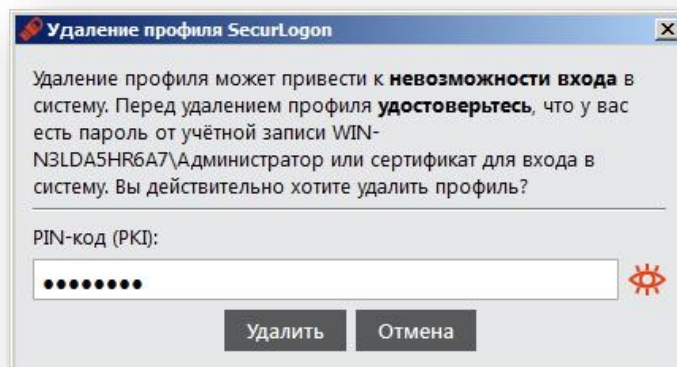 Удаление профиля SecurLogon
Удаление профиля может привести к невозможности входа в
систему. Перед удалением профиля удостоверьтесь, что у вас
есть пароль от учётной записи WIN-
N3LDA5HR6A7\Администратор или сертификат для входа в
систему. Вы действительно хотите удалить профиль?
PIN-код (PKI):
••••••••
Удалить Отмена